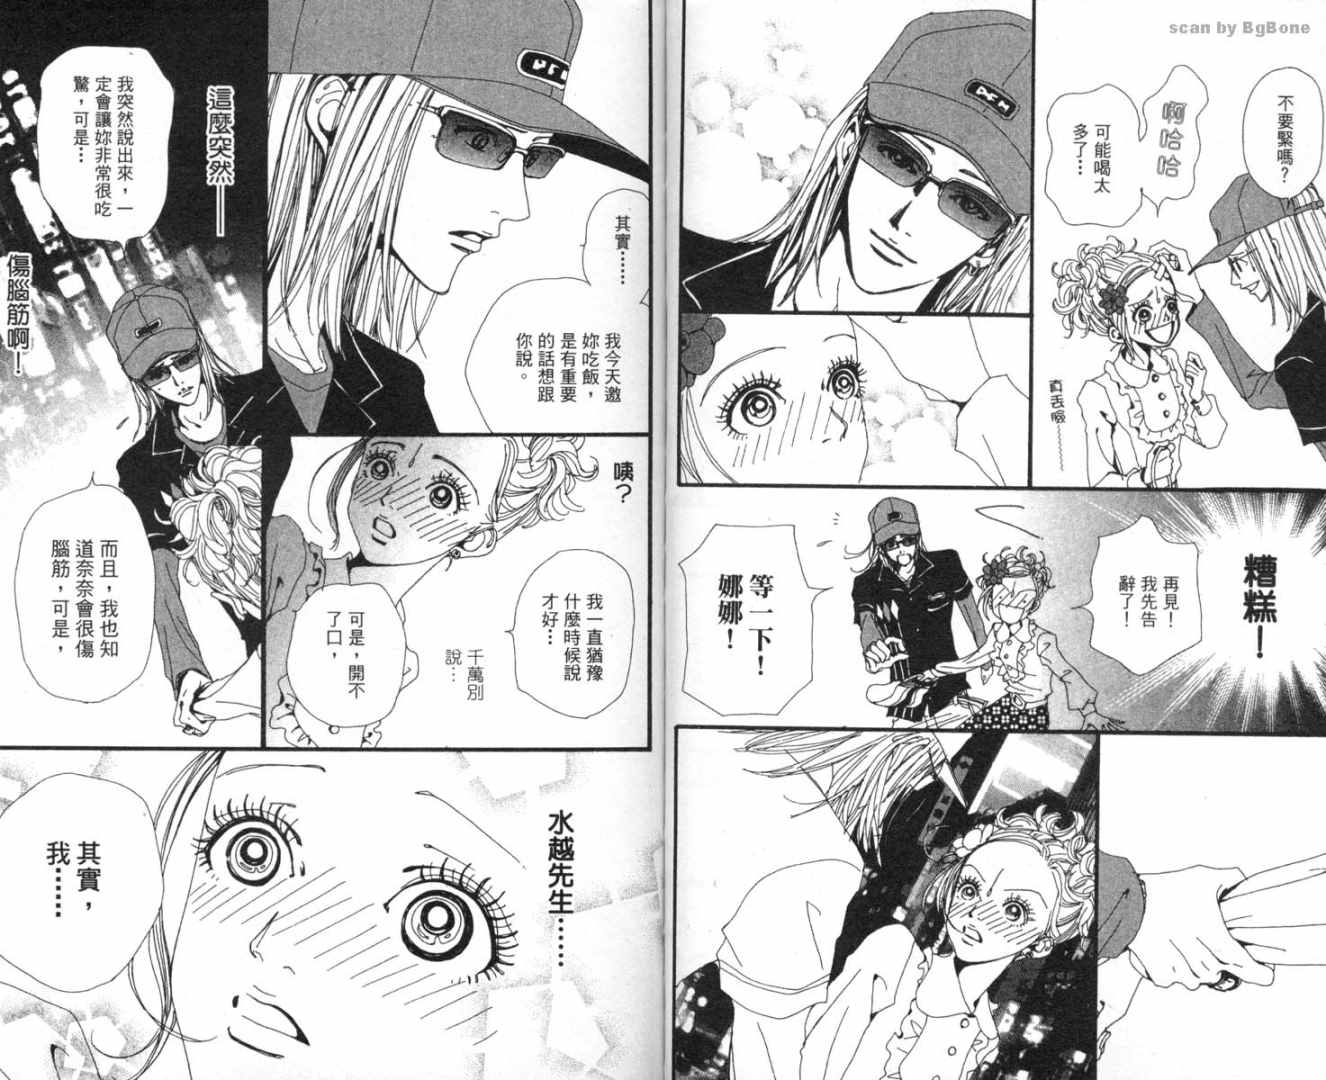 scan by BgBone
不要緊嗎？
啊哈哈
可能喝太
多了…
真丟臉………
糟糕！
再見！
我先告
辭了！
等一下！
娜娜！
其實……
我今天邀
妳吃飯，
是有重要
的話想跟
你說。
這麼突然──
我突然說出來，一
定會讓妳非常很吃
驚，可是…
傷腦筋啊！
咦？
我一直猶豫
什麼時候說
才好…
千萬別
說…
可是，開不
了口，
而且，我也知
道奈奈會很傷
腦筋，可是，
水越先生……
其實，
我……